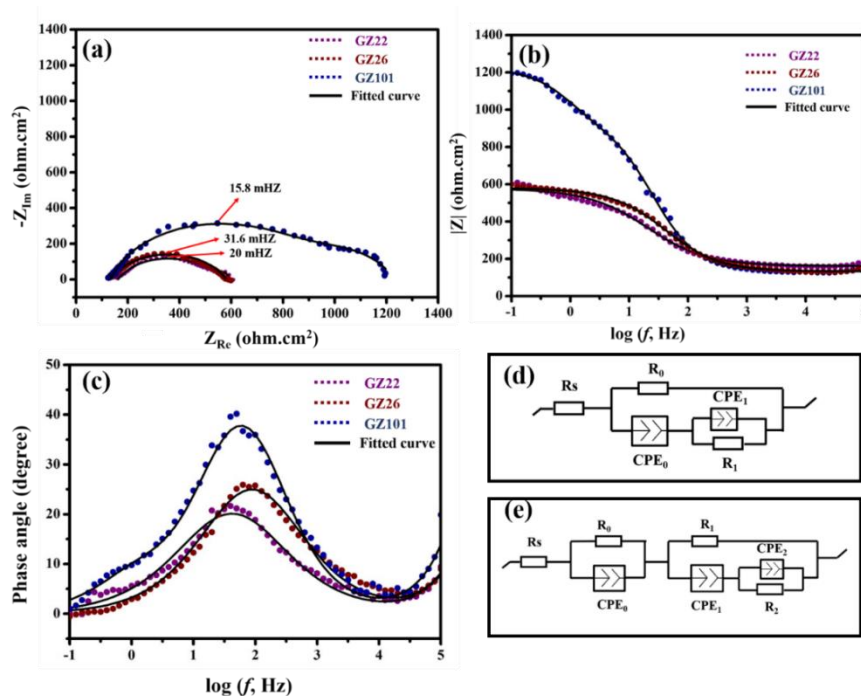 (a)
GZ22
GZ26
GZ101
Fitted curve
1400
1200
1000
800
600
400
200
0
-Z_Im (ohm.cm²)
15.8 mHZ
31.6 mHZ
20 mHZ
0 200 400 600 800 1000 1200 1400
Z_Re (ohm.cm²)
(b)
GZ22
GZ26
GZ101
Fitted curve
1400
1200
1000
800
600
400
200
0
|Z| (ohm.cm²)
-1 0 1 2 3 4 5
log (f, Hz)
(c)
GZ22
GZ26
GZ101
Fitted curve
50
40
30
20
10
0
Phase angle (degree)
-1 0 1 2 3 4 5
log (f, Hz)
(d)
Rs
R₀
CPE₁
CPE₀
R₁
(e)
Rs
R₀
R₁
CPE₂
CPE₀
CPE₁
R₂